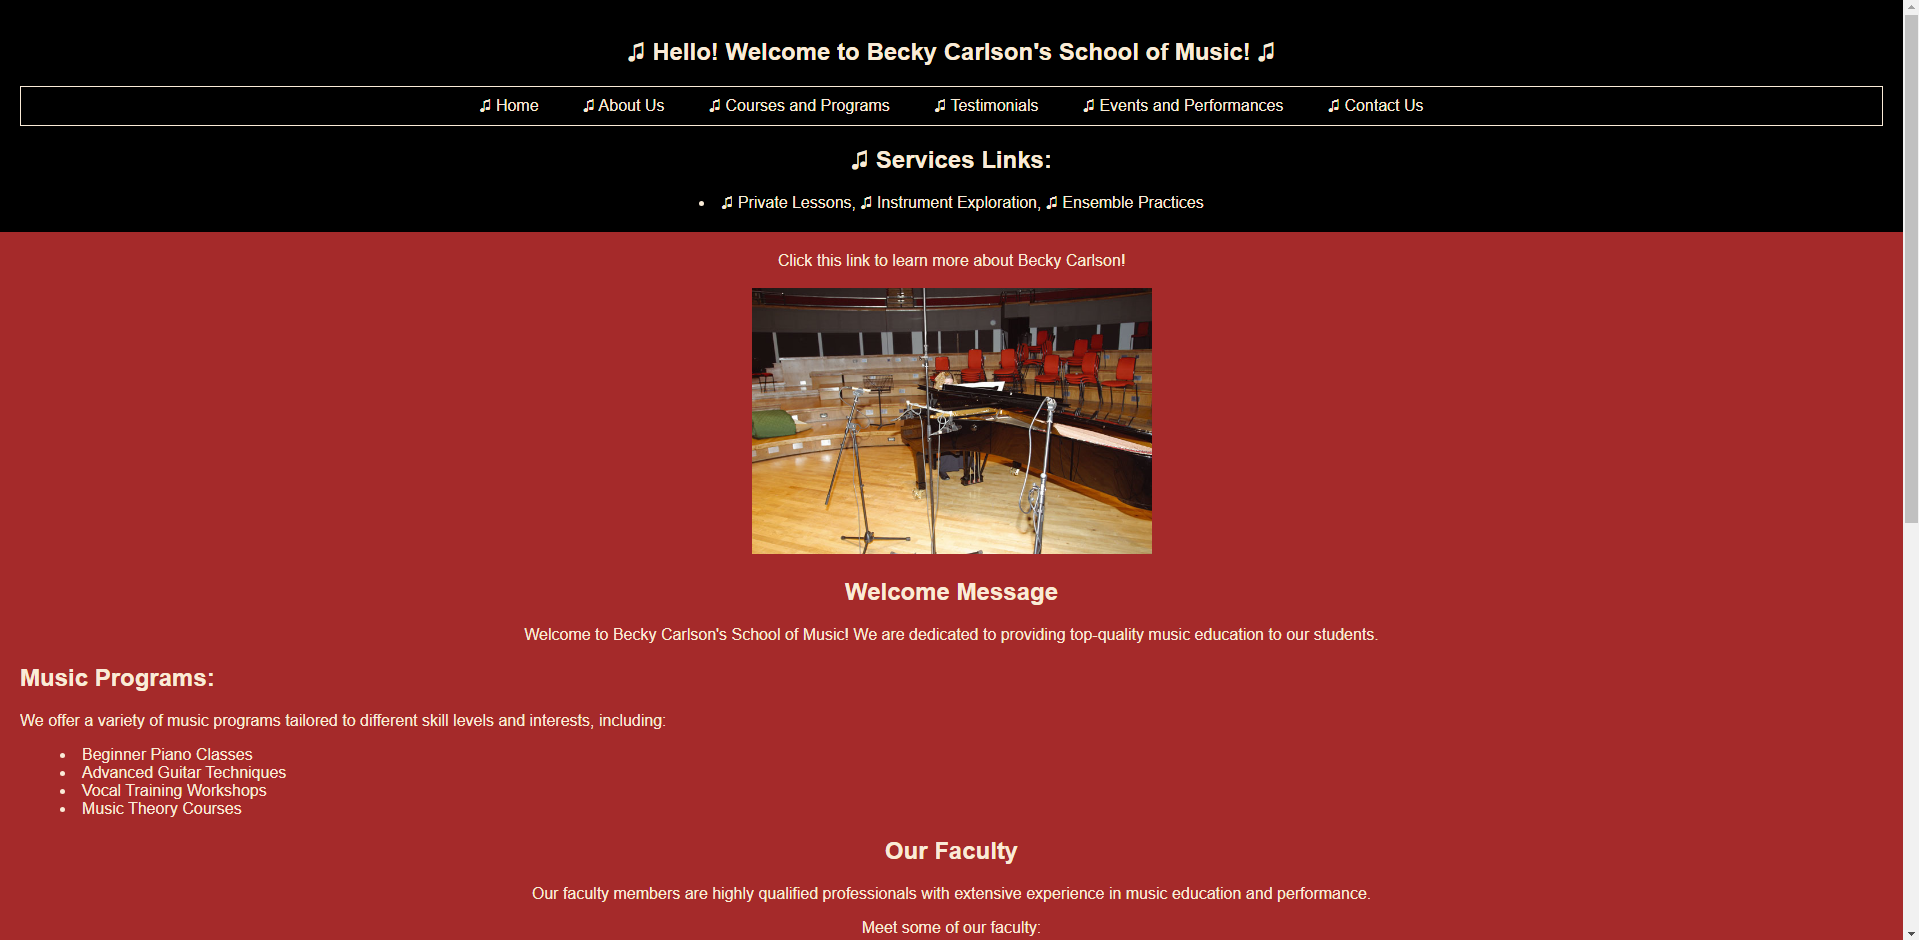 ♫ Hello! Welcome to Becky Carlson's School of Music! ♫
♫ Home ♫ About Us ♫ Courses and Programs ♫ Testimonials ♫ Events and Performances ♫ Contact Us
♫ Services Links:
• ♫ Private Lessons, ♫ Instrument Exploration, ♫ Ensemble Practices
Click this link to learn more about Becky Carlson!
Welcome Message
Welcome to Becky Carlson's School of Music! We are dedicated to providing top-quality music education to our students.
Music Programs:
We offer a variety of music programs tailored to different skill levels and interests, including:
• Beginner Piano Classes
• Advanced Guitar Techniques
• Vocal Training Workshops
• Music Theory Courses
Our Faculty
Our faculty members are highly qualified professionals with extensive experience in music education and performance.
Meet some of our faculty: